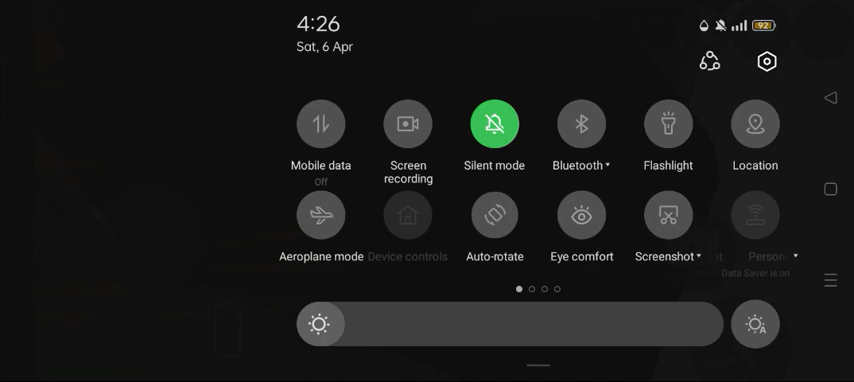 4:26
92
Sat, 6 Apr
Mobile data
Off
Screen
recording
Silent mode
Bluetooth
Flashlight
Location
Aeroplane mode
Device controls
Auto-rotate
Eye comfort
Screenshot
Data Saver is on
A